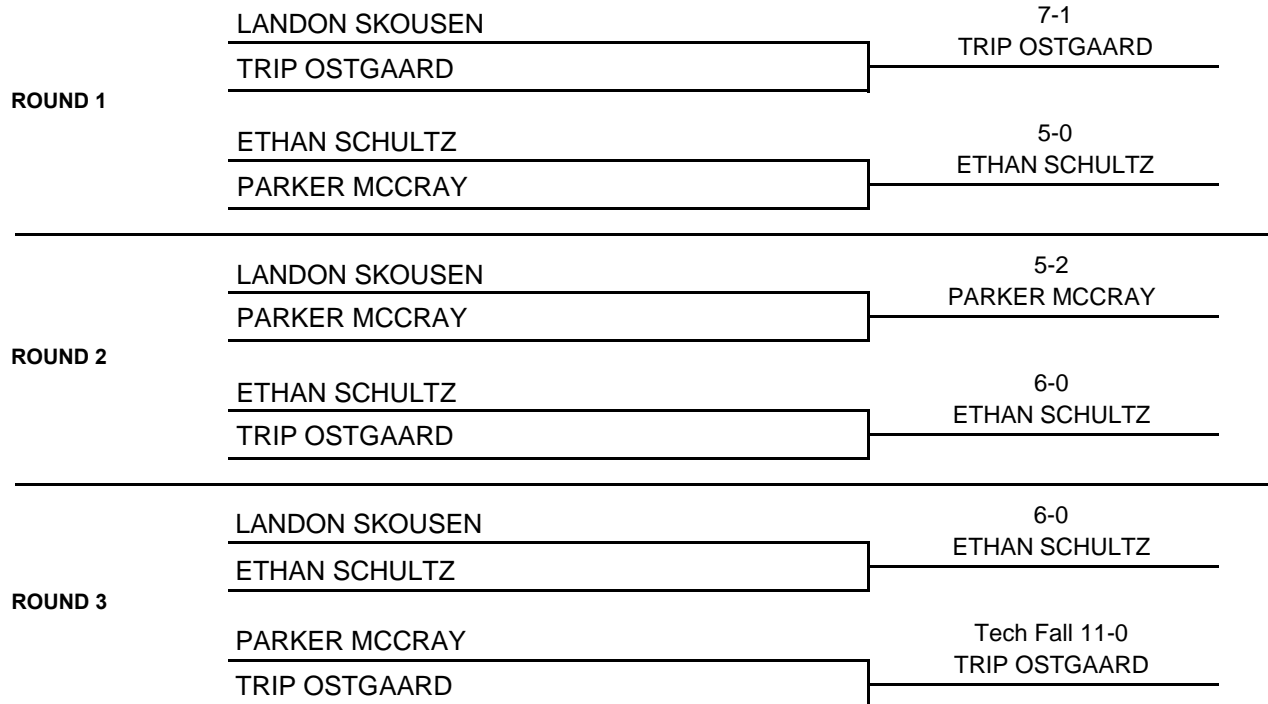 LANDON SKOUSEN
7-1
TRIP OSTGAARD
TRIP OSTGAARD
ROUND 1
ETHAN SCHULTZ
5-0
ETHAN SCHULTZ
PARKER MCCRAY
LANDON SKOUSEN
5-2
PARKER MCCRAY
PARKER MCCRAY
ROUND 2
ETHAN SCHULTZ
6-0
ETHAN SCHULTZ
TRIP OSTGAARD
LANDON SKOUSEN
6-0
ETHAN SCHULTZ
ETHAN SCHULTZ
ROUND 3
PARKER MCCRAY
Tech Fall 11-0
TRIP OSTGAARD
TRIP OSTGAARD